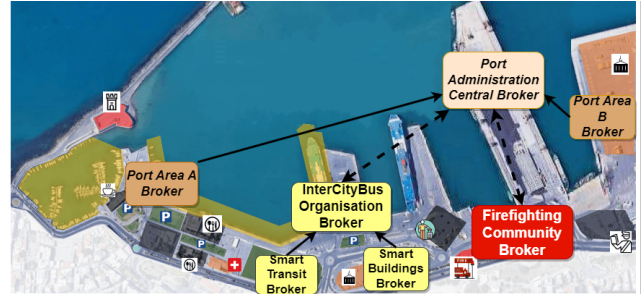 Port
Administration
Central Broker
Port Area
B
Broker
Port Area A
Broker
InterCityBus
Organisation
Broker
Firefighting
Community
Broker
Smart
Transit
Broker
Smart
Buildings
Broker
P
P
P
P